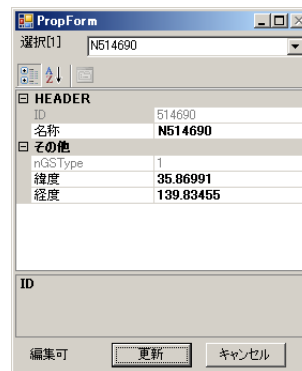 PropForm
選択[1] N514690
HEADER
ID 514690
名称 N514690
その他
nGSType 1
緯度 35.86991
経度 139.83455
ID
編集可 更新 キャンセル